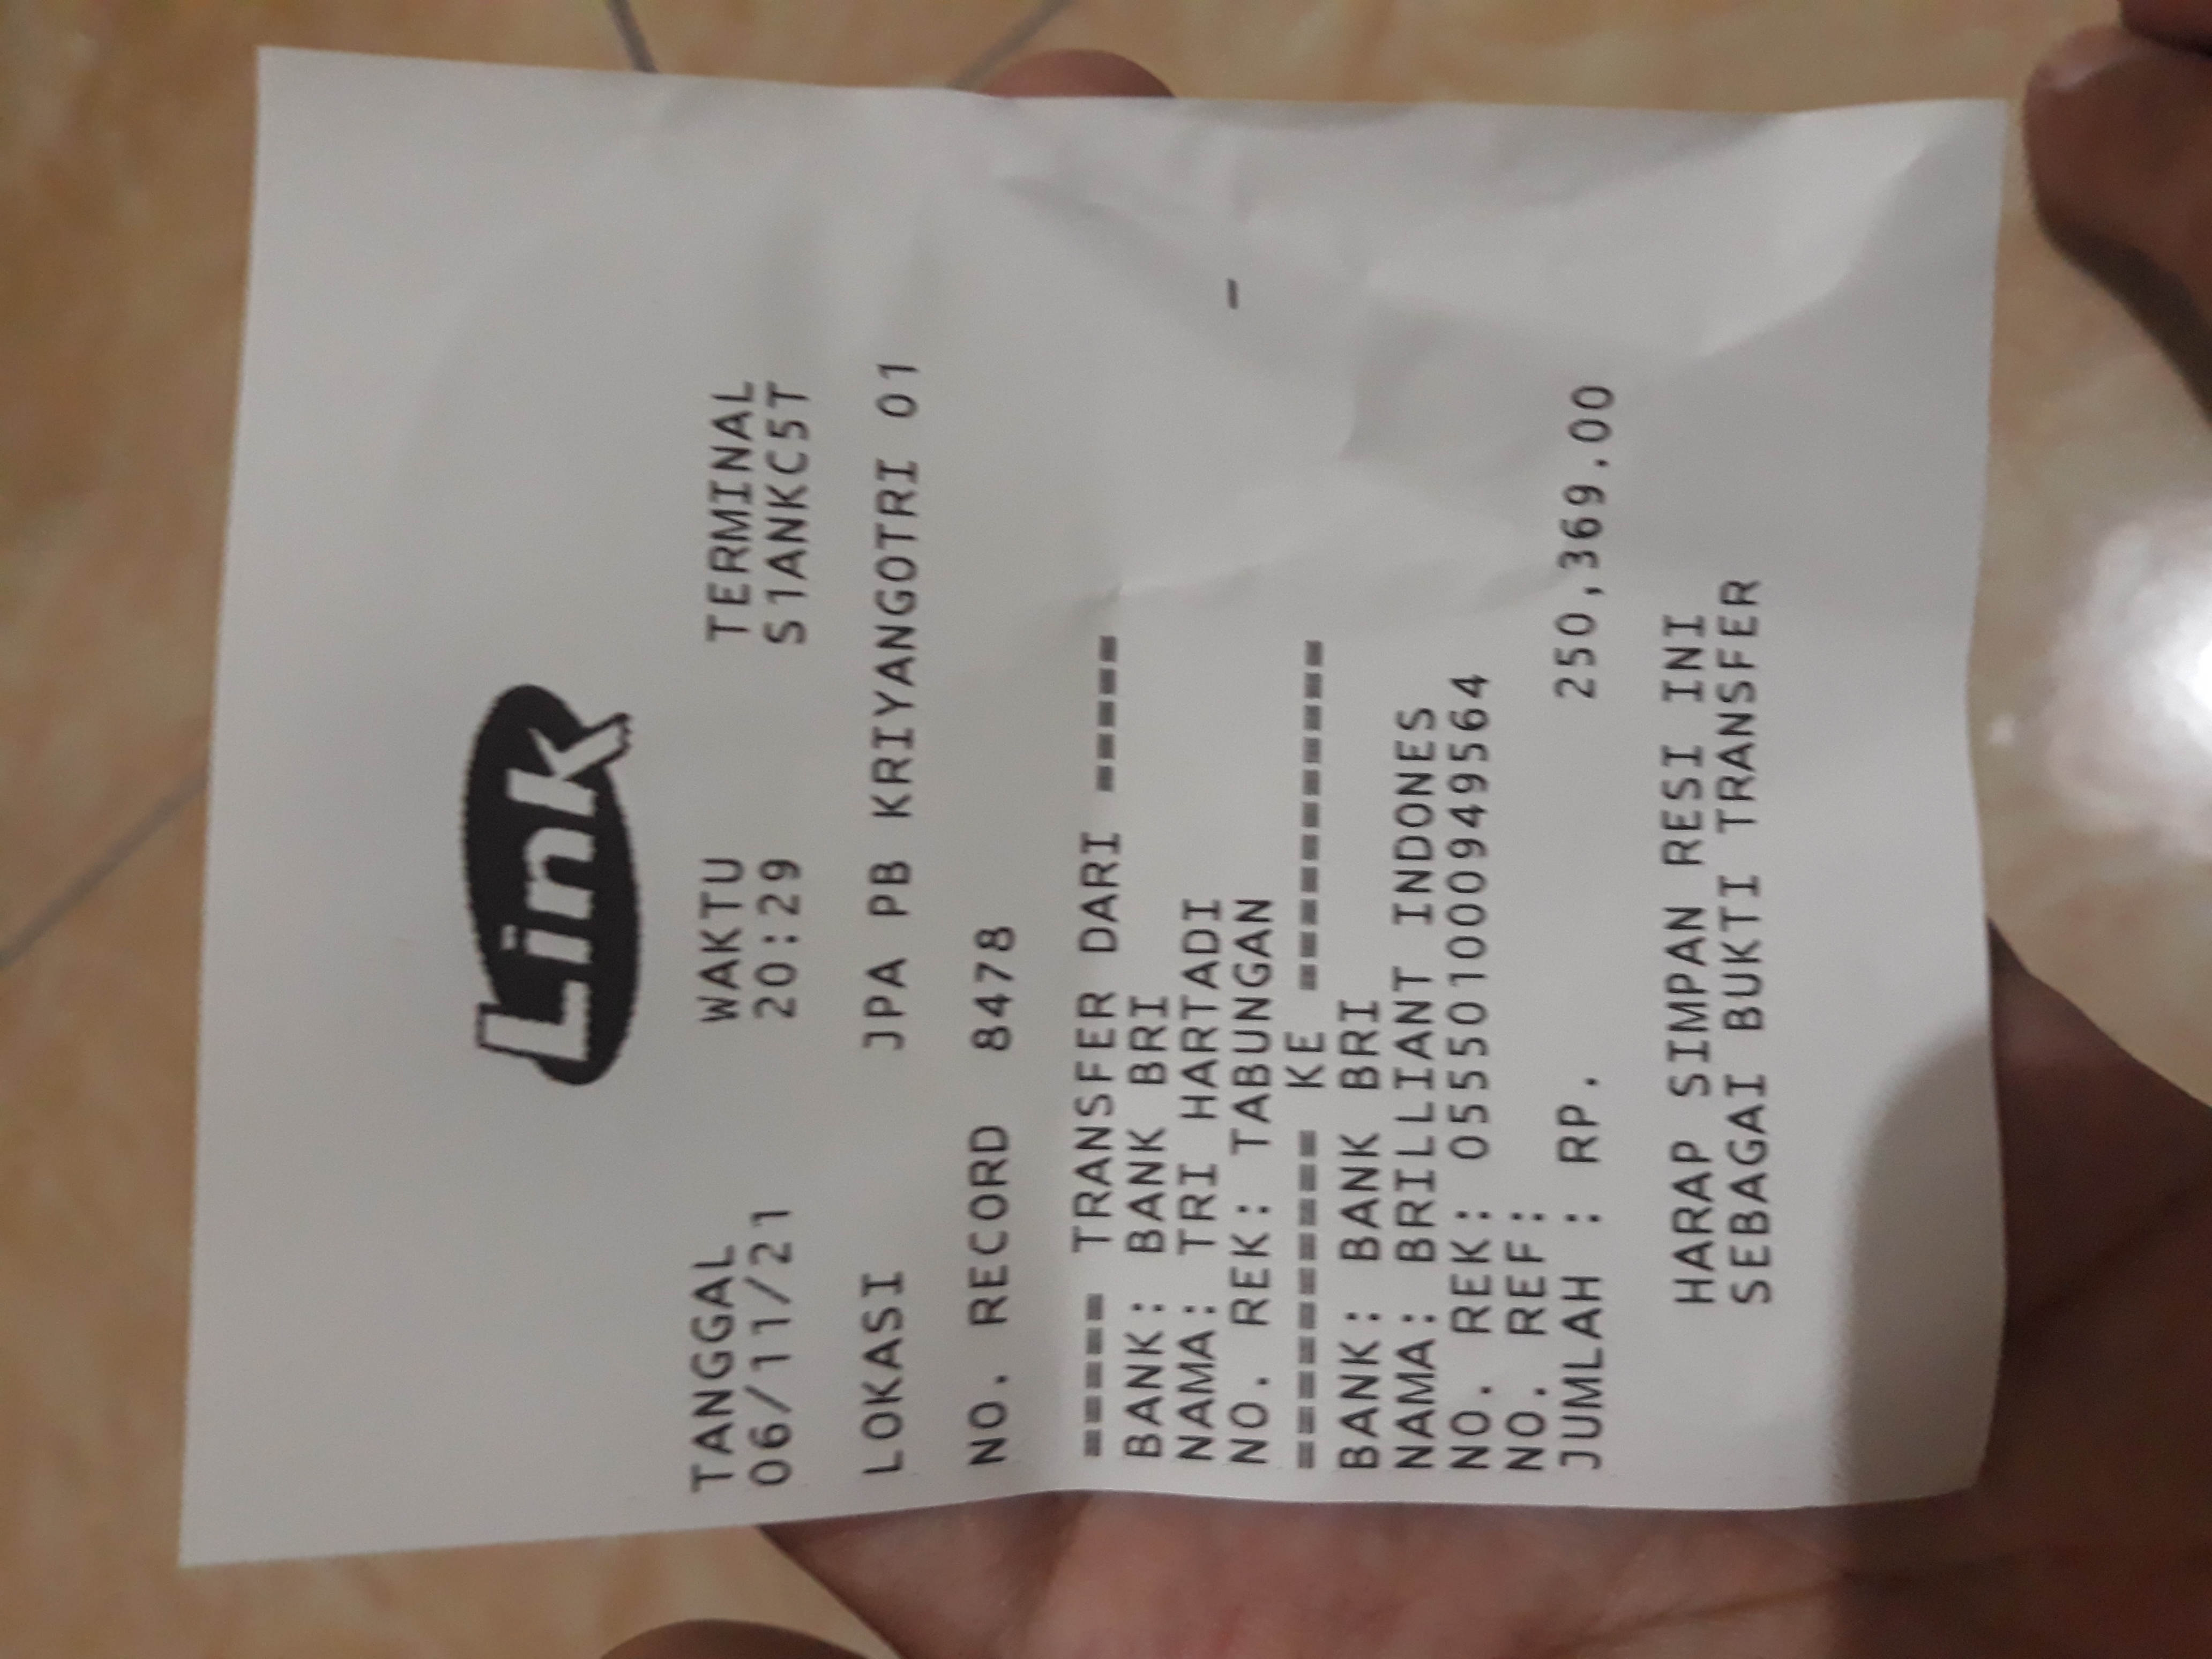 Link
TANGGAL WAKTU TERMINAL
06/11/21 20:29 S1ANKC5T
LOKASI JPA PB KRIYANGOTRI 01
NO. RECORD 8478
===== TRANSFER DARI =====
BANK: BANK BRI
NAMA: TRI HARTADI
NO. REK: TABUNGAN
========== KE ===========
BANK: BANK BRI
NAMA: BRILLIANT INDONES
NO. REK: 055501000949564
NO. REF:
JUMLAH : RP. 250,369.00
HARAP SIMPAN RESI INI
SEBAGAI BUKTI TRANSFER